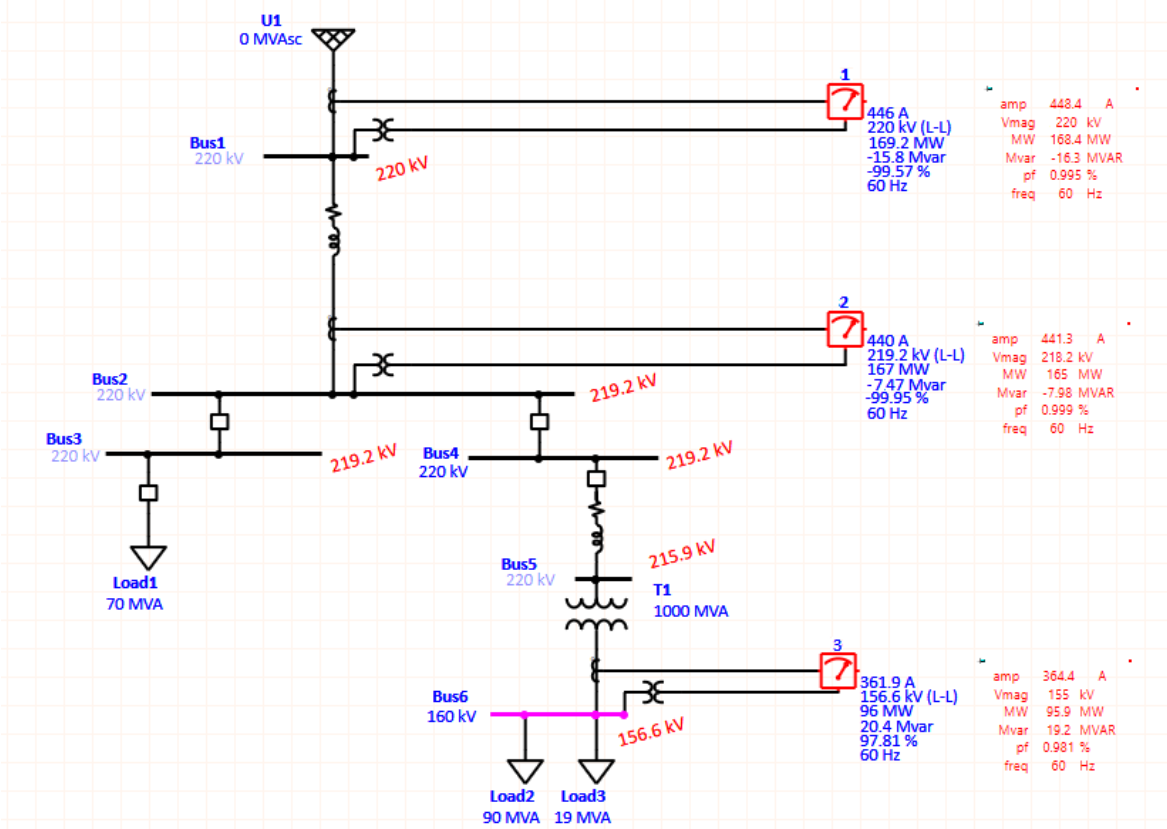 U1
0 MVAsc
1
446 A
220 kV (L-L)
169.2 MW
-15.8 Mvar
-99.57 %
60 Hz
amp 448.4 A
Vmag 220 kV
MW 168.4 MW
Mvar -16.3 MVAR
pf 0.995 %
freq 60 Hz
Bus1
220 kV
220 kV
2
440 A
219.2 kV (L-L)
167 MW
-7.47 Mvar
-99.95 %
60 Hz
amp 441.3 A
Vmag 218.2 kV
MW 165 MW
Mvar -7.98 MVAR
pf 0.999 %
freq 60 Hz
Bus2
220 kV
219.2 kV
Bus3
220 kV
219.2 kV
Bus4
220 kV
219.2 kV
Load1
70 MVA
Bus5
220 kV
215.9 kV
T1
1000 MVA
3
361.9 A
156.6 kV (L-L)
96 MW
20.4 Mvar
97.81 %
60 Hz
amp 364.4 A
Vmag 155 kV
MW 95.9 MW
Mvar 19.2 MVAR
pf 0.981 %
freq 60 Hz
Bus6
160 kV
156.6 kV
Load2
90 MVA
Load3
19 MVA